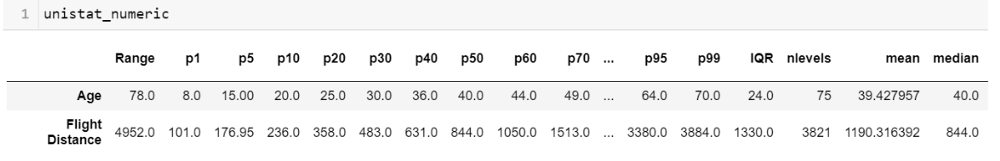 1 unistat_numeric
Range p1 p5 p10 p20 p30 p40 p50 p60 p70 ... p95 p99 IQR nlevels mean median
Age 78.0 8.0 15.00 20.0 25.0 30.0 36.0 40.0 44.0 49.0 ... 64.0 70.0 24.0 75 39.427957 40.0
Flight Distance 4952.0 101.0 176.95 236.0 358.0 483.0 631.0 844.0 1050.0 1513.0 ... 3380.0 3884.0 1330.0 3821 1190.316392 844.0